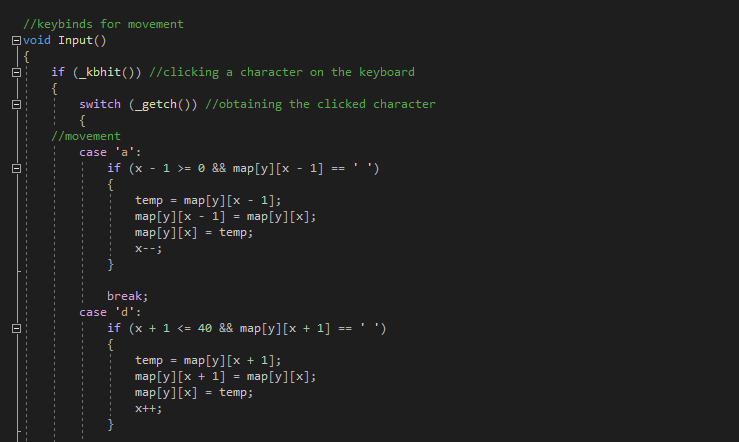 //keybinds for movement
void Input()
{
if (_kbhit()) //clicking a character on the keyboard
{
switch (_getch()) //obtaining the clicked character
{
//movement
case 'a':
if (x - 1 >= 0 && map[y][x - 1] == ' ')
{
temp = map[y][x - 1];
map[y][x - 1] = map[y][x];
map[y][x] = temp;
x--;
}
break;
case 'd':
if (x + 1 <= 40 && map[y][x + 1] == ' ')
{
temp = map[y][x + 1];
map[y][x + 1] = map[y][x];
map[y][x] = temp;
x++;
}